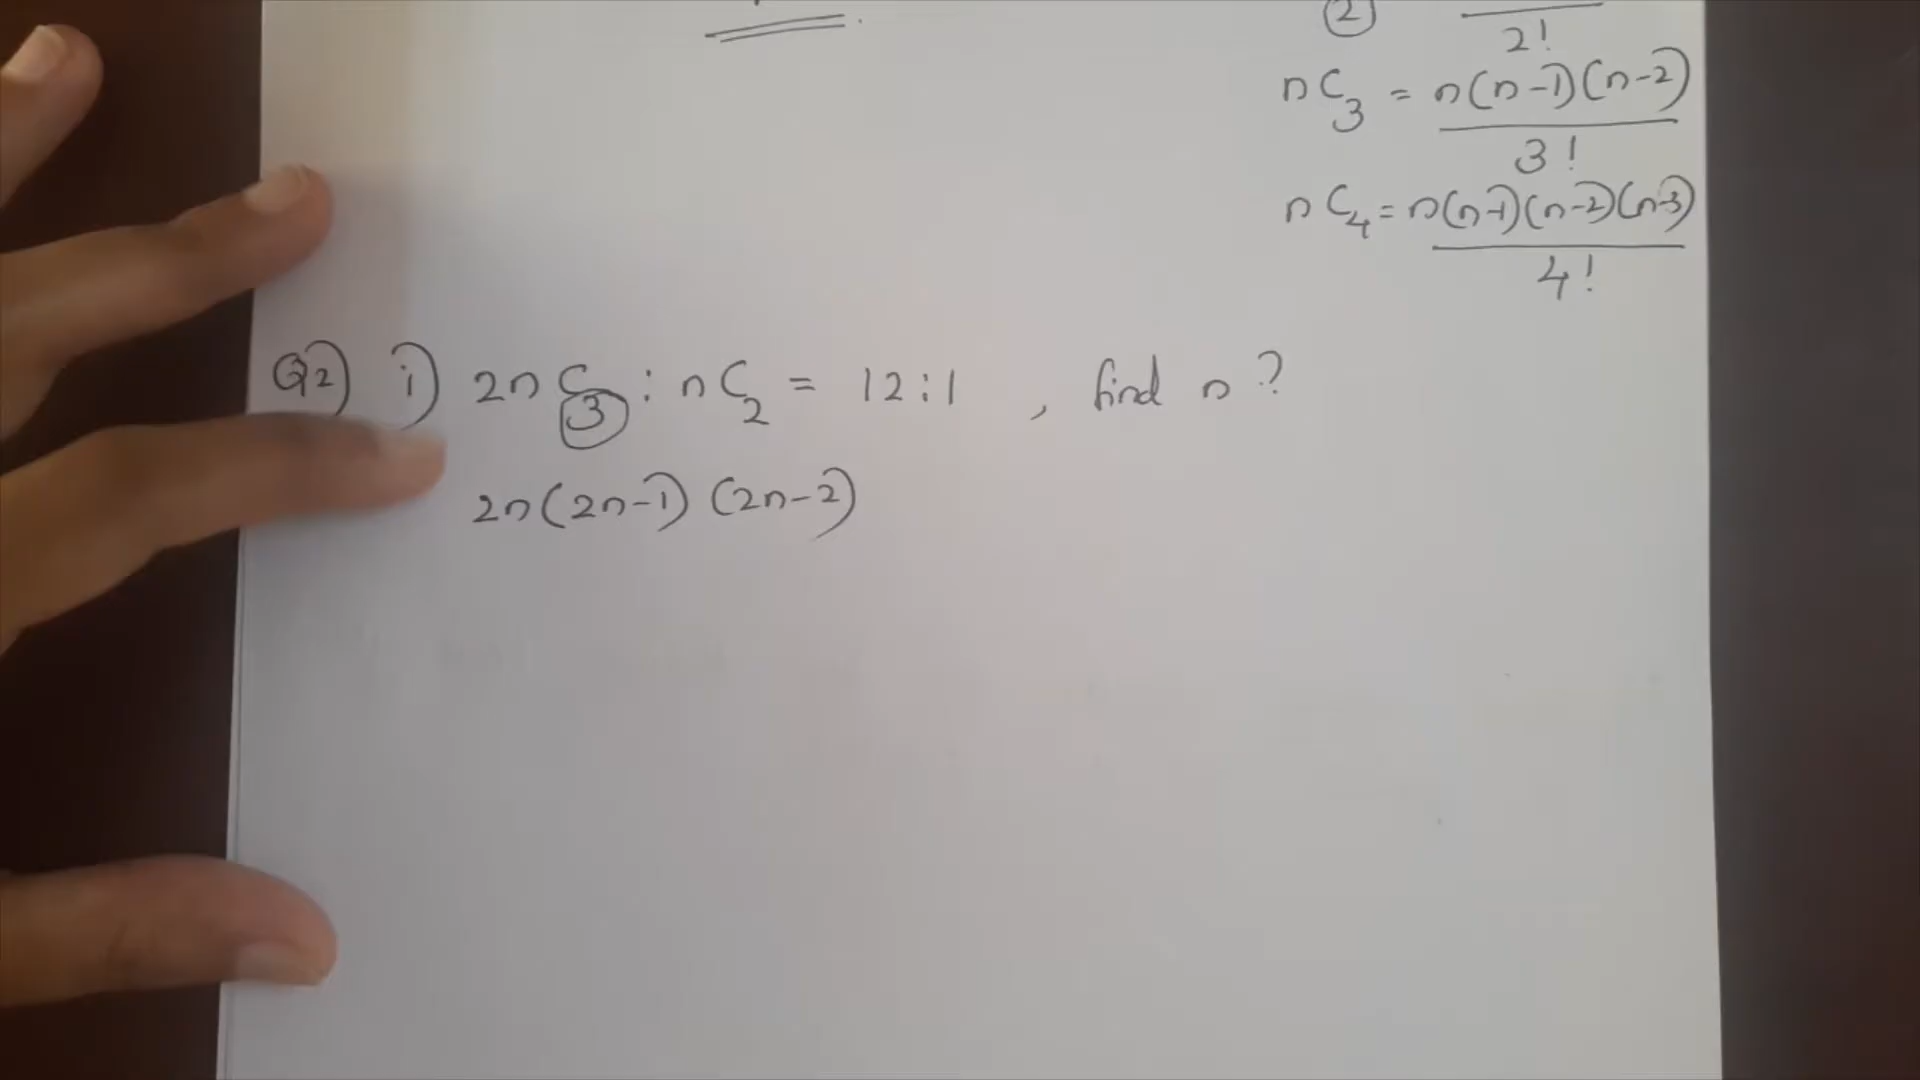 ②
2!
nC₃ = n(n-1)(n-2)
3!
nC₄ = n(n-1)(n-2)(n-3)
4!
Q2) i) 2nC₃ : nC₂ = 12:1 , find n ?
2n(2n-1) (2n-2)